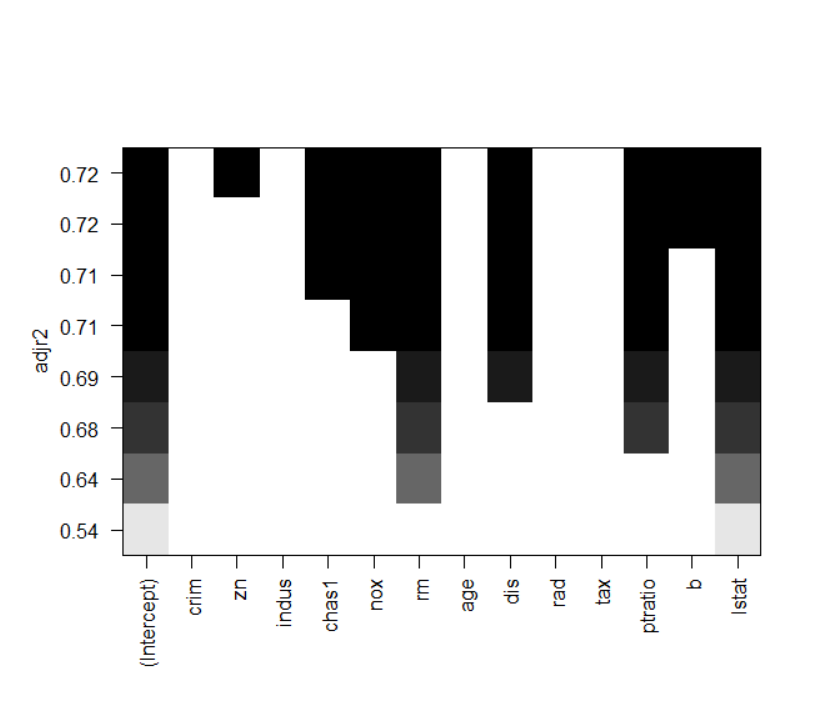 adjr2
0.72
0.72
0.71
0.71
0.69
0.68
0.64
0.54
(Intercept)
crim
zn
indus
chas1
nox
rm
age
dis
rad
tax
ptratio
b
lstat